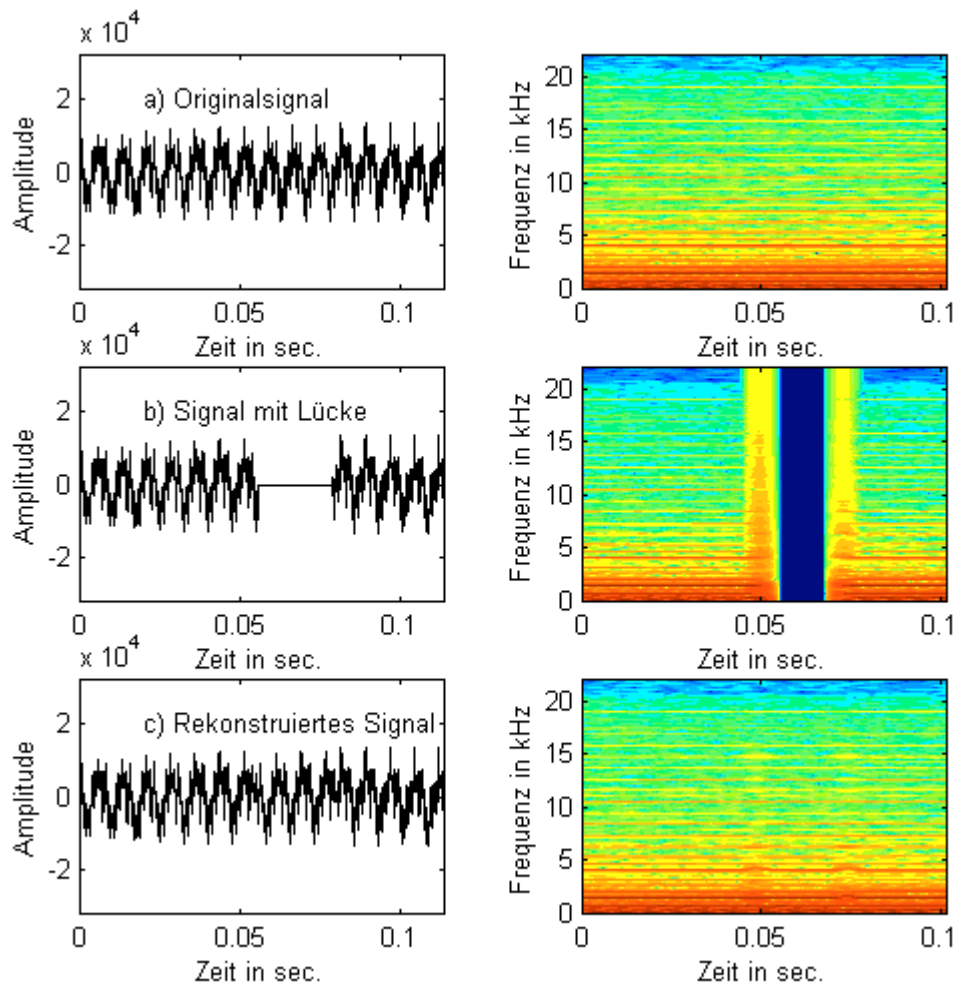 x 10^4
2
0
-2
Amplitude
a) Originalsignal
0 0.05 0.1
Zeit in sec.
20
15
10
5
0
Frequenz in kHz
0 0.05 0.1
Zeit in sec.
x 10^4
2
0
-2
Amplitude
b) Signal mit Lücke
0 0.05 0.1
Zeit in sec.
20
15
10
5
0
Frequenz in kHz
0 0.05 0.1
Zeit in sec.
x 10^4
2
0
-2
Amplitude
c) Rekonstruiertes Signal
0 0.05 0.1
Zeit in sec.
20
15
10
5
0
Frequenz in kHz
0 0.05 0.1
Zeit in sec.